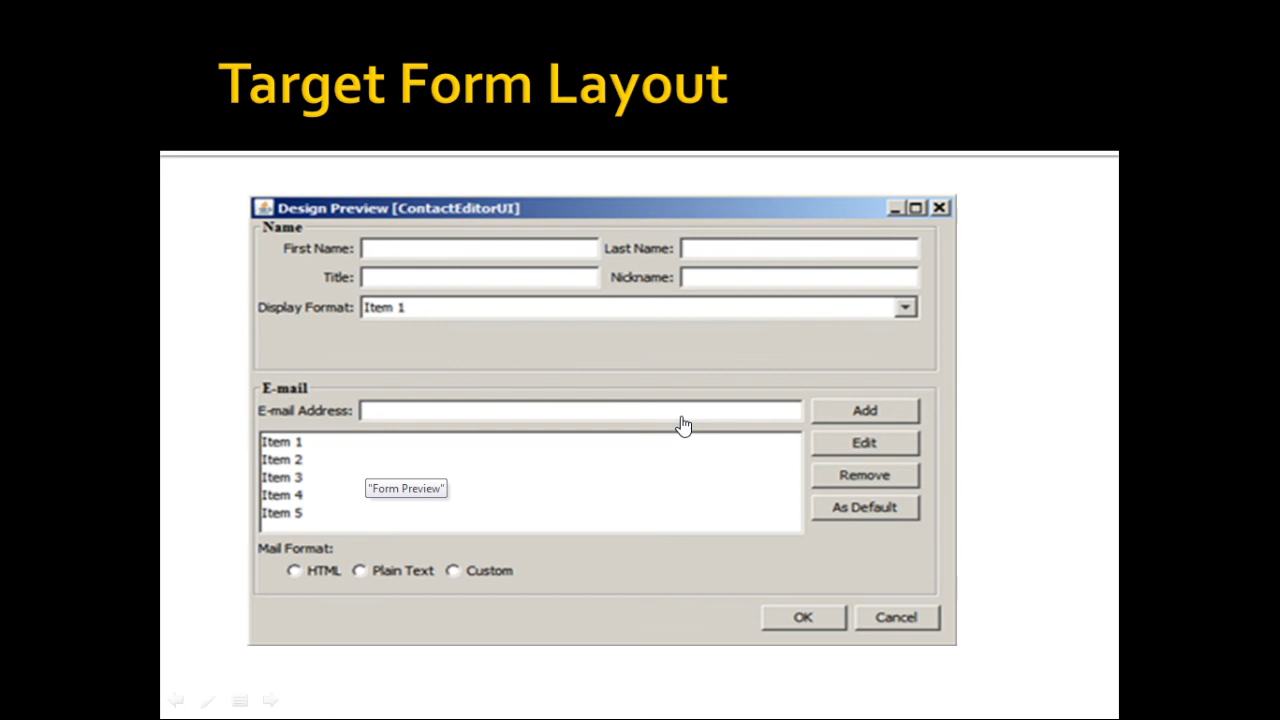 Target Form Layout
Design Preview [ContactEditorUI]
Name
First Name: Last Name:
Title: Nickname:
Display Format: Item 1
E-mail
E-mail Address: Add
Item 1 Edit
Item 2
Item 3 Remove
"Form Preview"
Item 4
Item 5 As Default
Mail Format:
HTML Plain Text Custom
OK Cancel